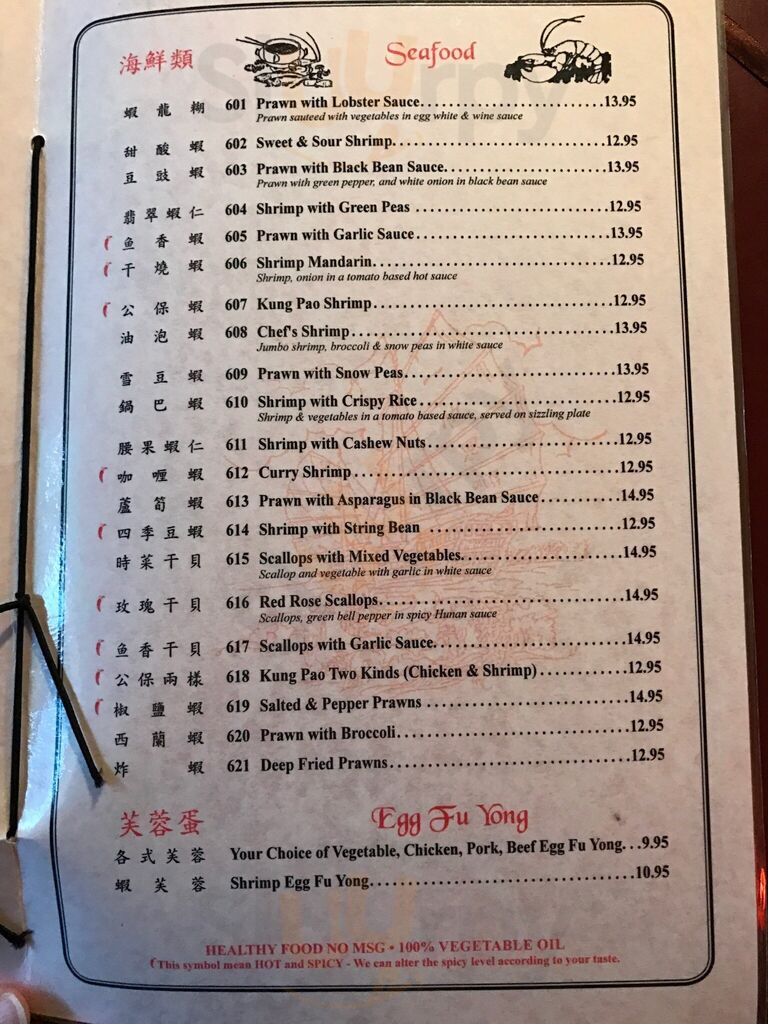 海鮮類 Seafood
蝦龍糊 601 Prawn with Lobster Sauce 13.95
Prawn sauteed with vegetables in egg white & wine sauce
甜酸蝦 602 Sweet & Sour Shrimp 12.95
豆豉蝦 603 Prawn with Black Bean Sauce 13.95
Prawn with green pepper, and white onion in black bean sauce
翡翠蝦仁 604 Shrimp with Green Peas 12.95
鱼香蝦 605 Prawn with Garlic Sauce 13.95
干燒蝦 606 Shrimp Mandarin 12.95
Shrimp, onion in a tomato based hot sauce
公保蝦 607 Kung Pao Shrimp 12.95
油泡蝦 608 Chef's Shrimp 13.95
Jumbo shrimp, broccoli & snow peas in white sauce
雪豆蝦 609 Prawn with Snow Peas 13.95
鍋巴蝦 610 Shrimp with Crispy Rice 12.95
Shrimp & vegetables in a tomato based sauce, served on sizzling plate
腰果蝦仁 611 Shrimp with Cashew Nuts 12.95
咖喱蝦 612 Curry Shrimp 12.95
蘆筍蝦 613 Prawn with Asparagus in Black Bean Sauce 14.95
四季豆蝦 614 Shrimp with String Bean 12.95
時菜干貝 615 Scallops with Mixed Vegetables 14.95
Scallop and vegetable with garlic in white sauce
玫瑰干貝 616 Red Rose Scallops 14.95
Scallops, green bell pepper in spicy Hunan sauce
鱼香干貝 617 Scallops with Garlic Sauce 14.95
公保兩樣 618 Kung Pao Two Kinds (Chicken & Shrimp) 12.95
椒鹽蝦 619 Salted & Pepper Prawns 14.95
西蘭蝦 620 Prawn with Broccoli 12.95
炸蝦 621 Deep Fried Prawns 12.95
芙蓉蛋 Egg Fu Yong
各式芙蓉 Your Choice of Vegetable, Chicken, Pork, Beef Egg Fu Yong 9.95
蝦芙蓉 Shrimp Egg Fu Yong 10.95
HEALTHY FOOD NO MSG • 100% VEGETABLE OIL
This symbol mean HOT and SPICY - We can alter the spicy level according to your taste.